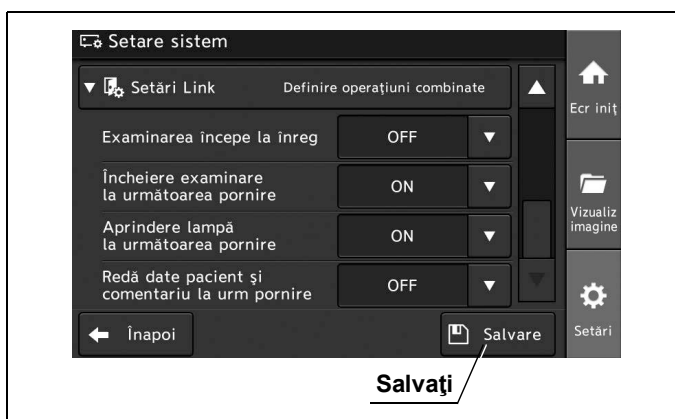 Setare sistem
Setări Link
Definire operaţiuni combinate
Examinarea începe la înreg
OFF
Încheiere examinare
la următoarea pornire
ON
Aprindere lampă
la următoarea pornire
ON
Redă date pacient şi
comentariu la urm pornire
OFF
Înapoi
Salvare
Ecr iniţ
Vizualiz
imagine
Setări
Salvaţi